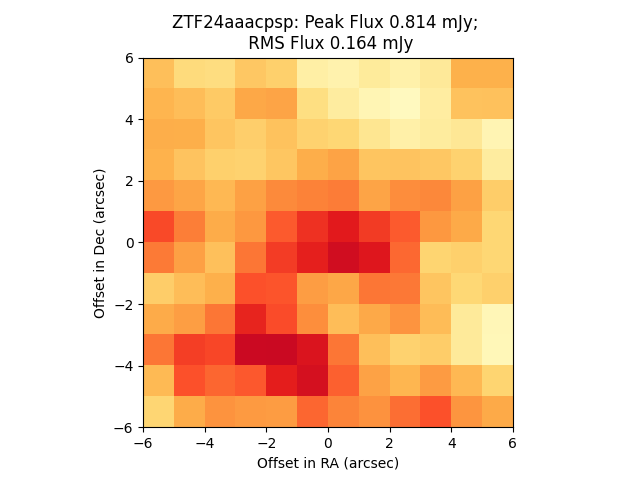 ZTF24aaacpsp: Peak Flux 0.814 mJy;
RMS Flux 0.164 mJy
6
4
2
0
−2
−4
−6
Offset in Dec (arcsec)
−6 −4 −2 0 2 4 6
Offset in RA (arcsec)